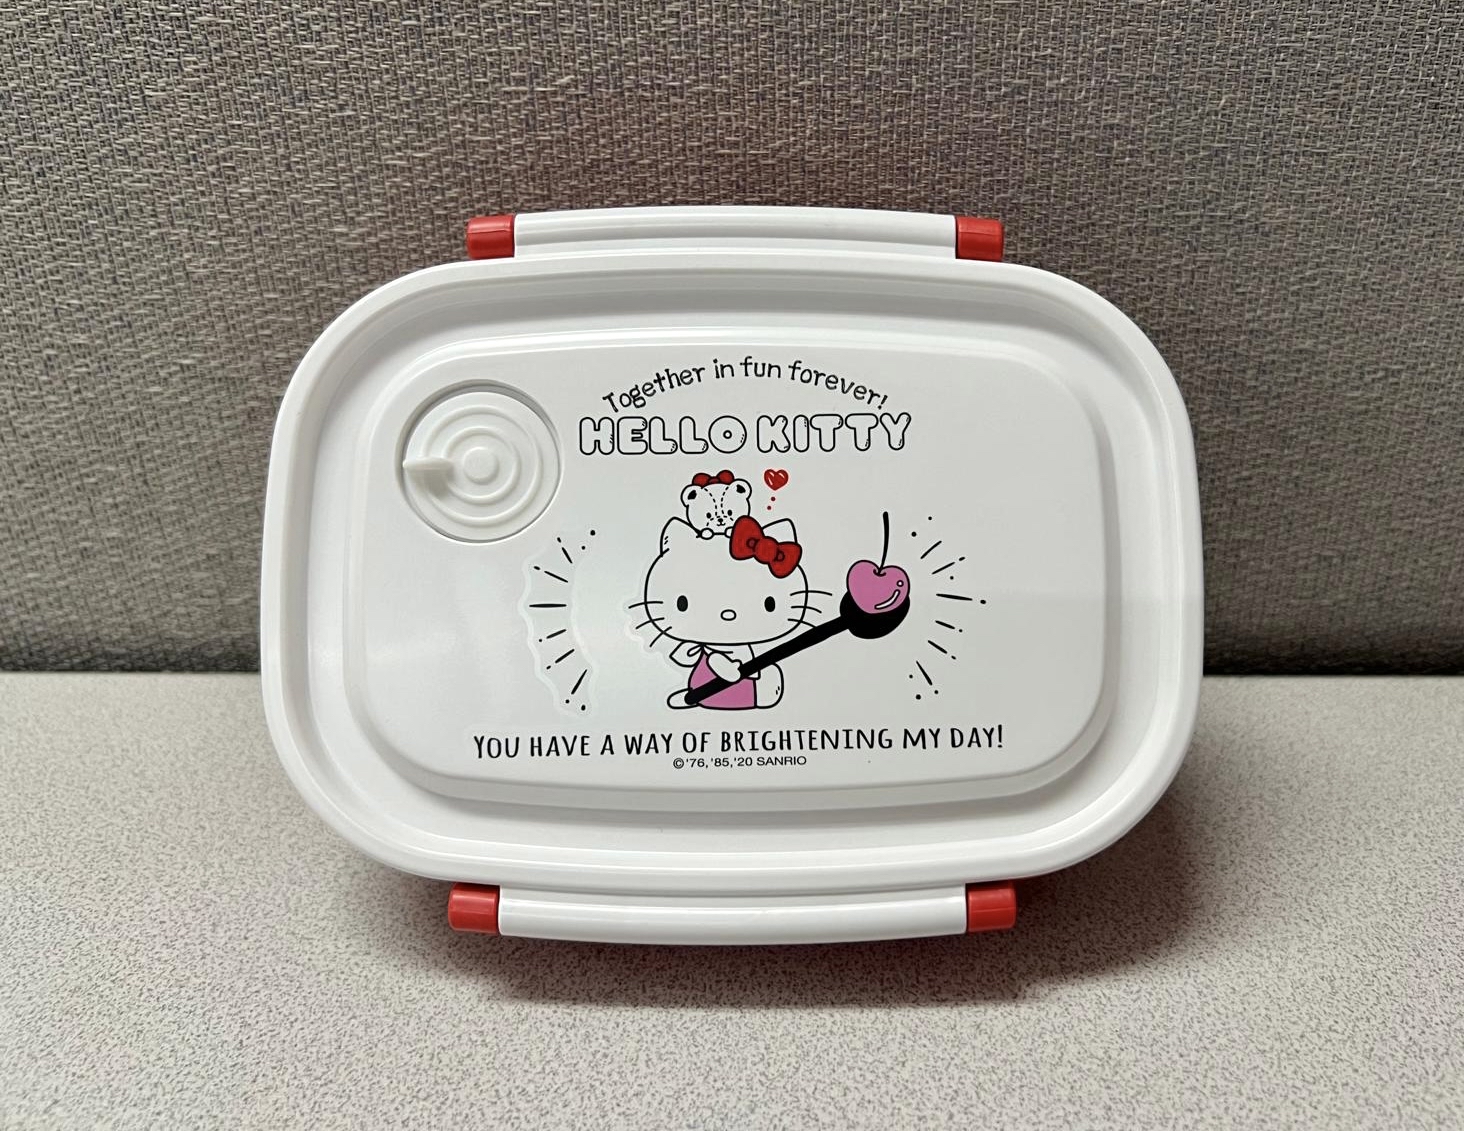 Together in fun forever!
HELLO KITTY
YOU HAVE A WAY OF BRIGHTENING MY DAY!
©'76,'85,'20 SANRIO